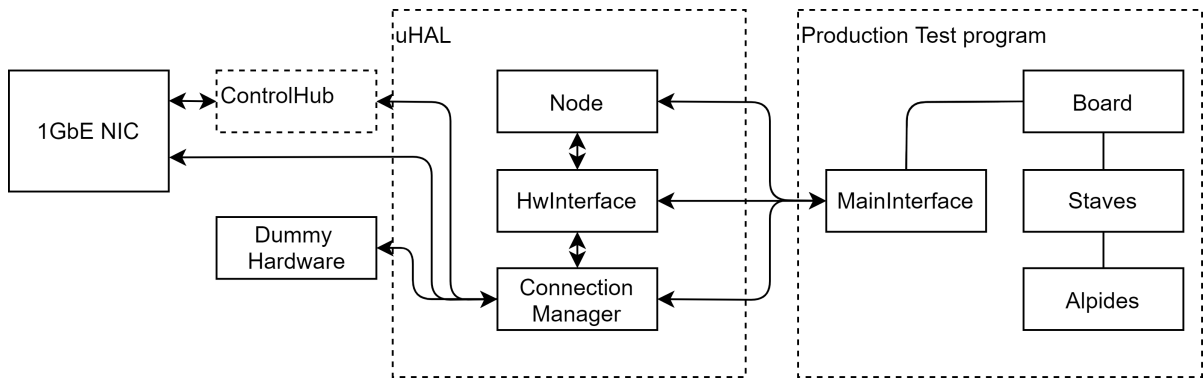 uHAL
Production Test program
1GbE NIC
ControlHub
Node
Board
HwInterface
MainInterface
Staves
Dummy
Hardware
Connection
Manager
Alpides